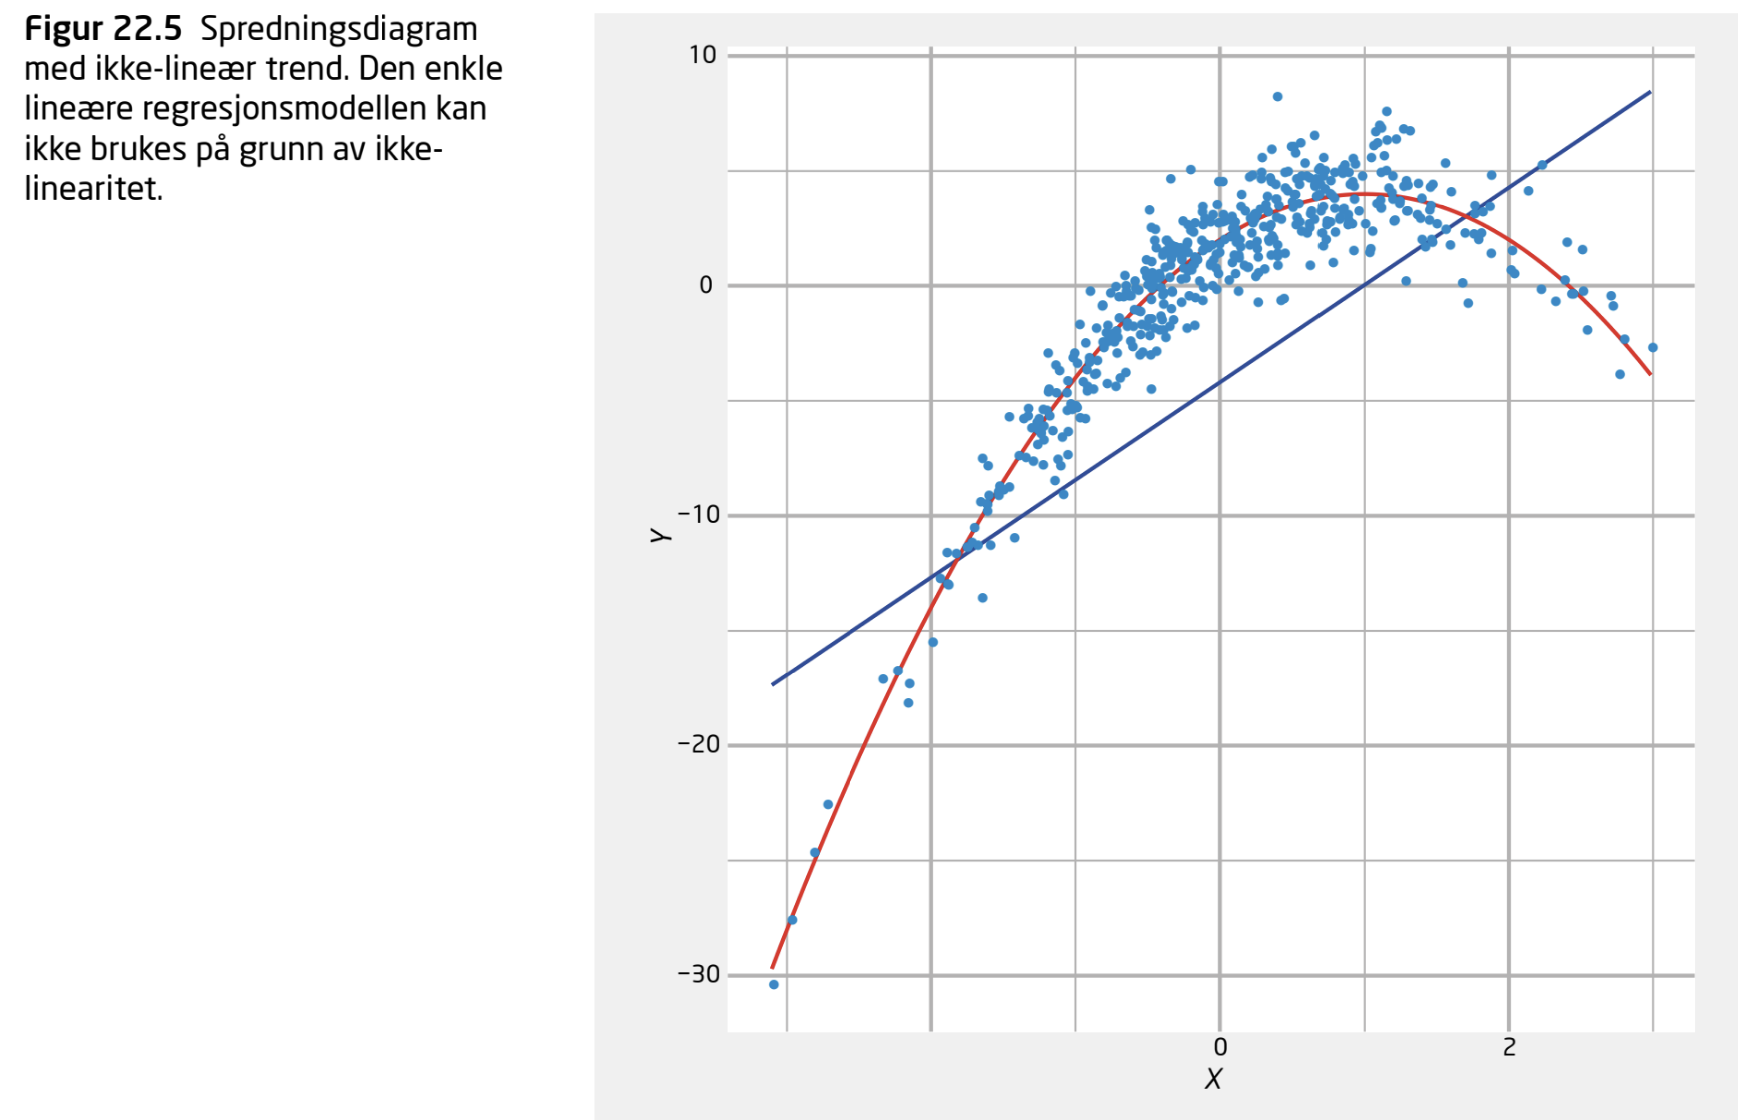 Figur 22.5 Spredningsdiagram
med ikke-lineær trend. Den enkle
lineære regresjonsmodellen kan
ikke brukes på grunn av ikke-
linearitet.
10
0
−10
Y
−20
−30
0 2
X